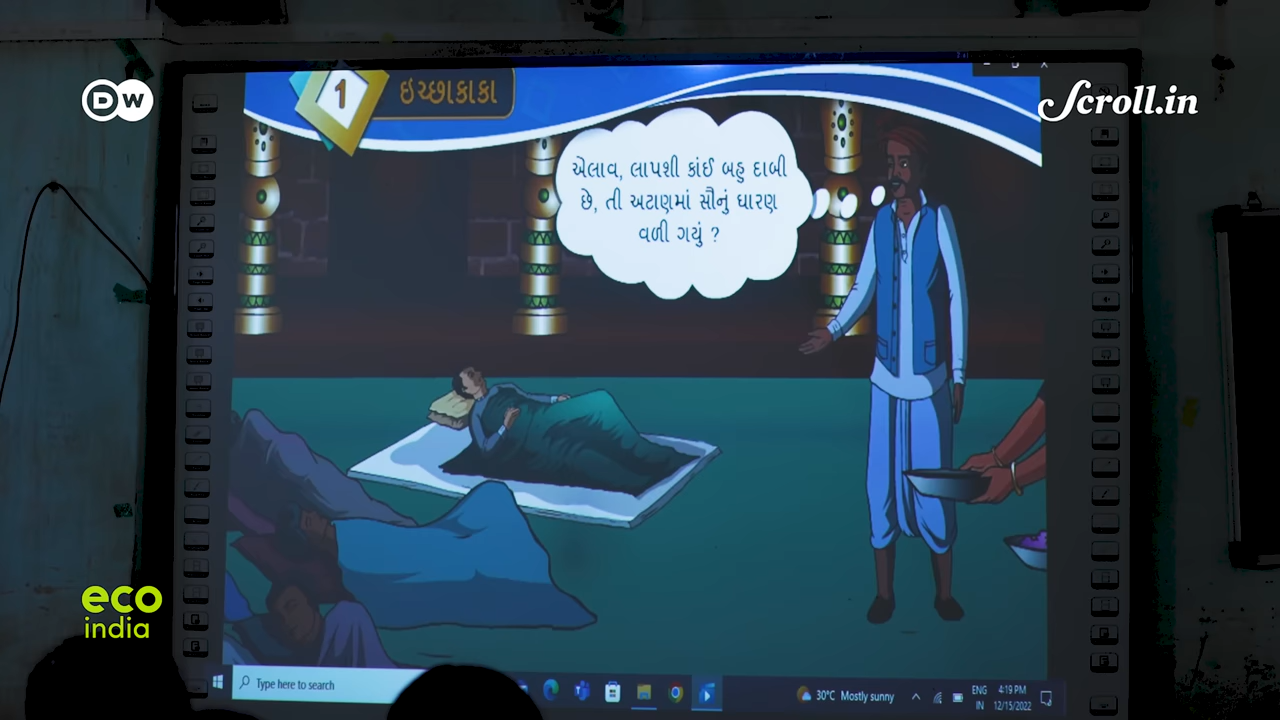 DW
Scroll.in
1
ઇચ્છાકાકા
એલાવ, લાપશી કાંઈ બહુ દાબી
છે, તી અટાણમાં સૌનું ઘારણ
વળી ગયું ?
eco
india
Type here to search
30°C Mostly sunny
ENG
IN
4:19 PM
12/15/2022